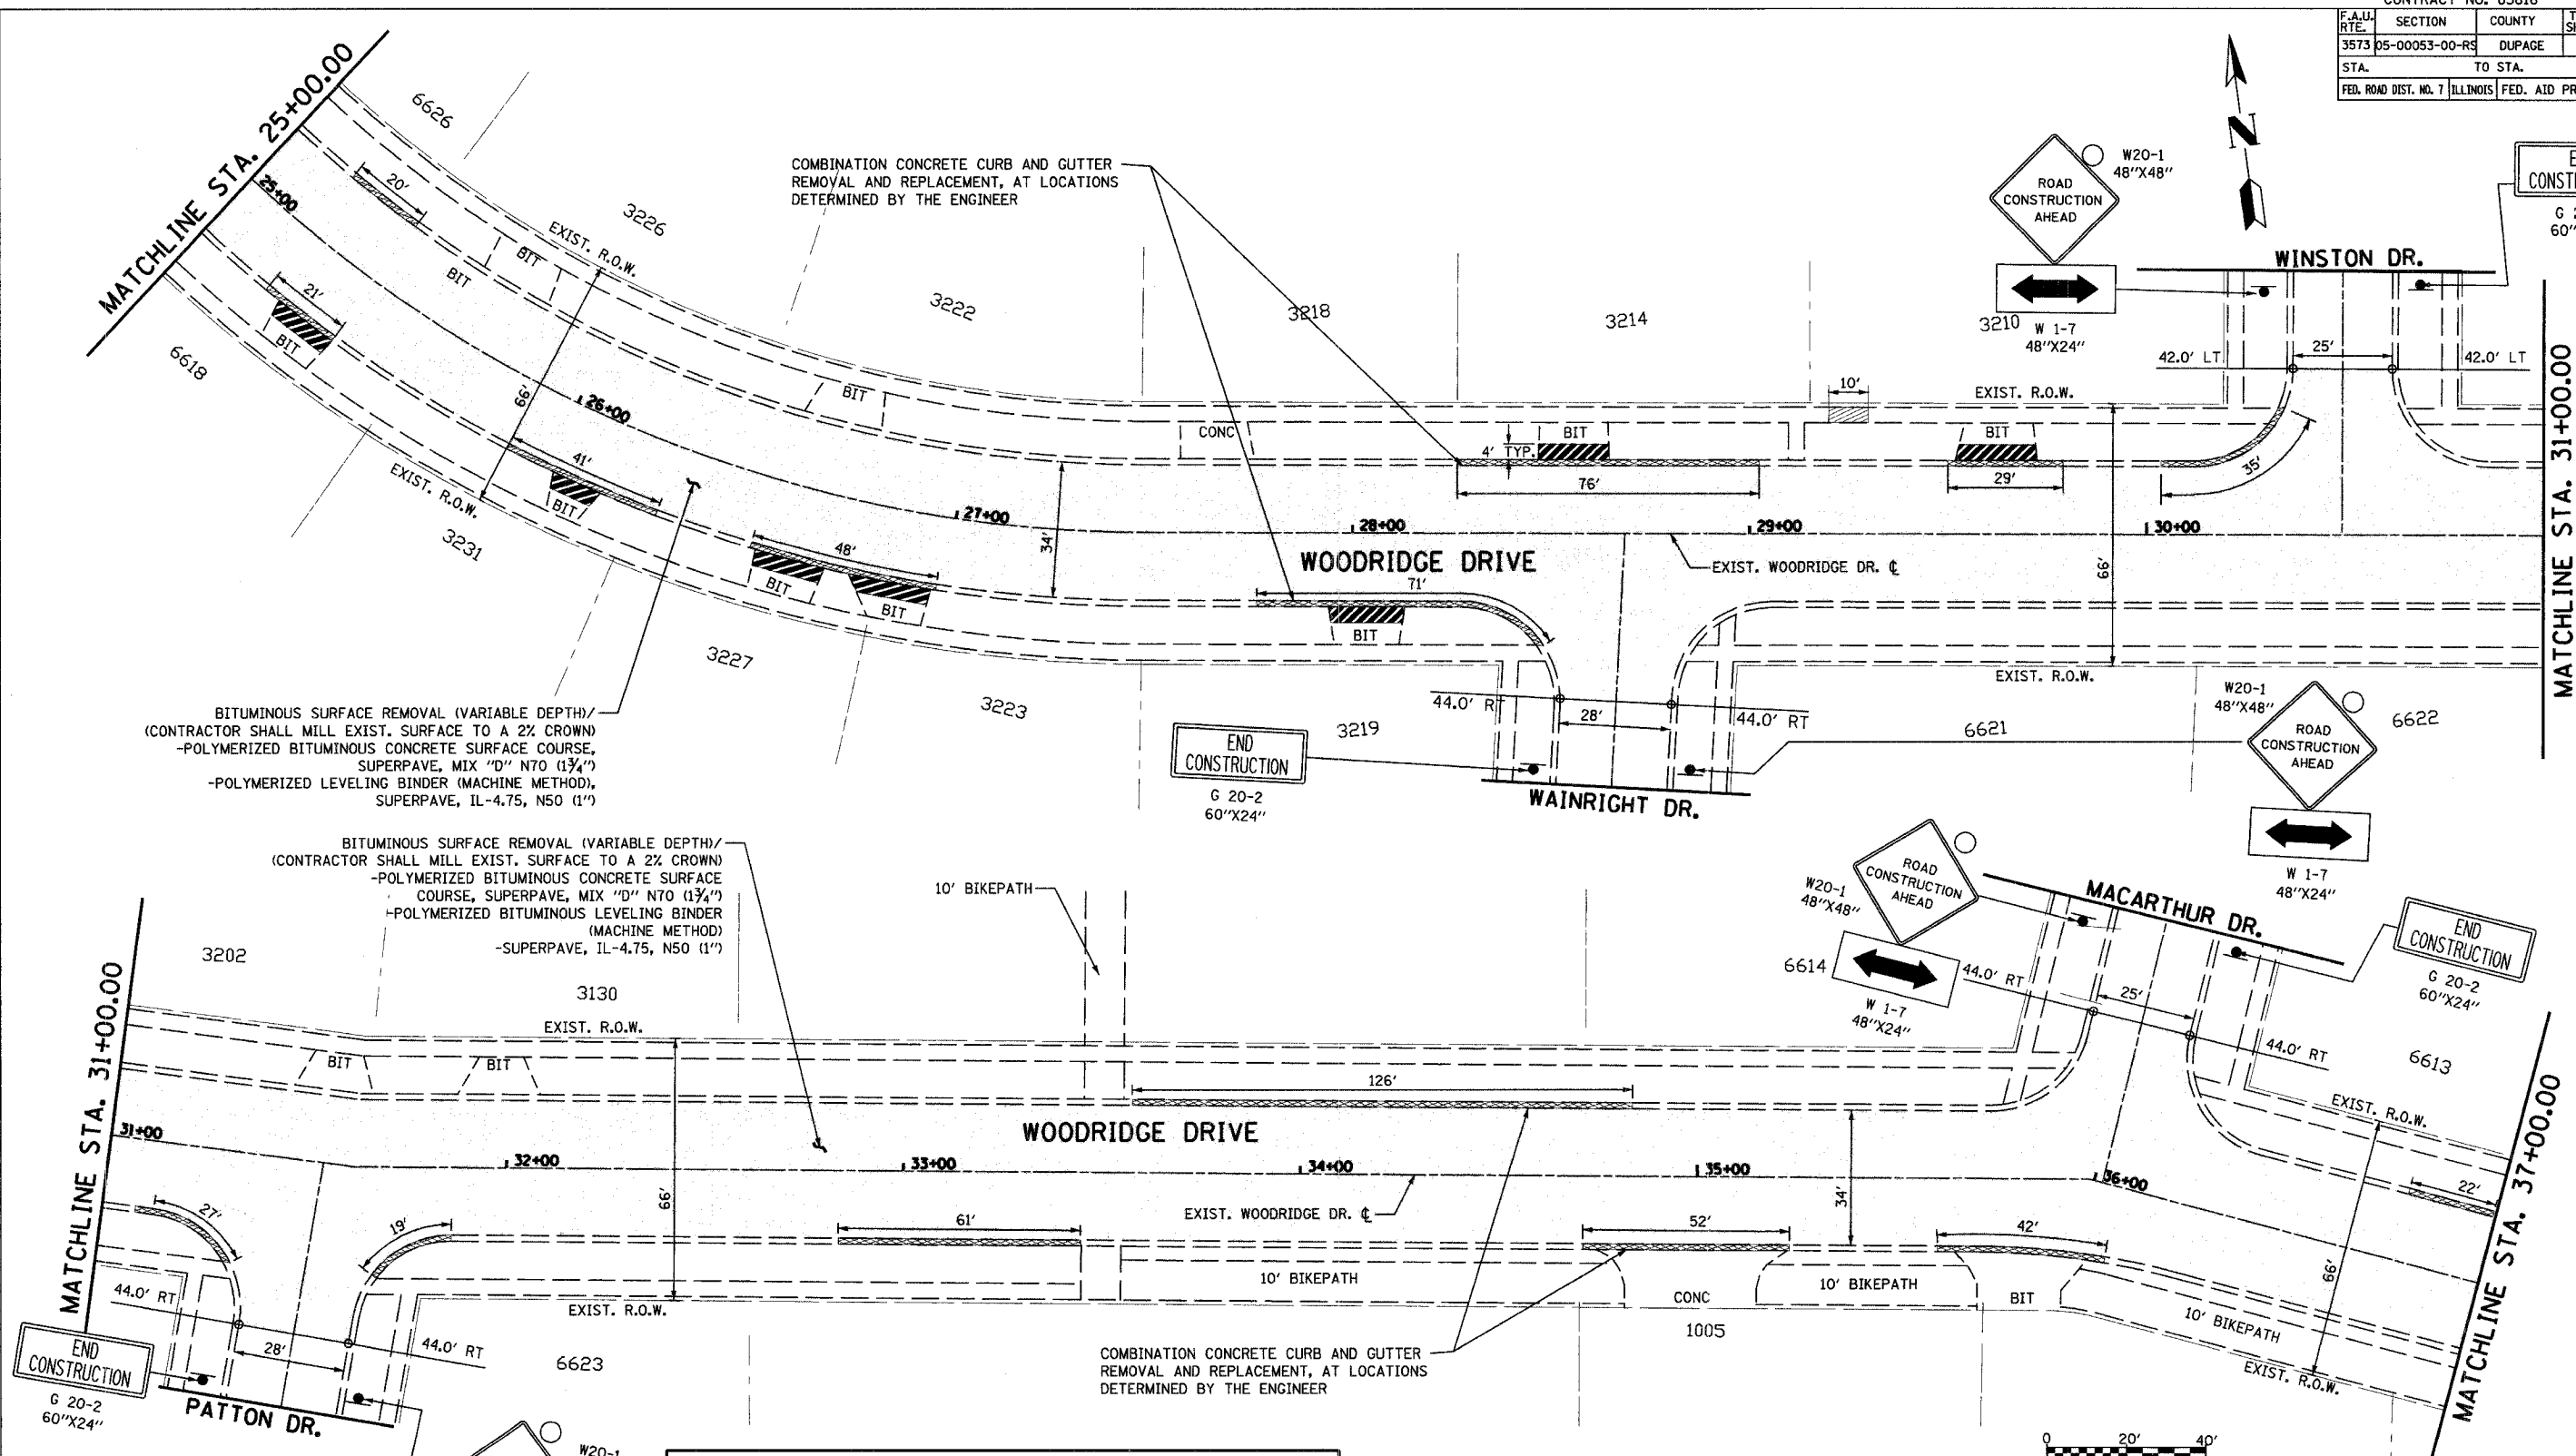 CONTRACT NO. 83816
F.A.U. RTE. SECTION COUNTY
3573 05-00053-00-RS DUPAGE
STA. TO STA.
FED. ROAD DIST. NO. 7 ILLINOIS FED. AID
MATCHLINE STA. 25+00.00
25+00
6626
20'
3226
EXIST. R.O.W.
BIT
BIT
COMBINATION CONCRETE CURB AND GUTTER
REMOVAL AND REPLACEMENT, AT LOCATIONS
DETERMINED BY THE ENGINEER
21'
BIT
6618
66'
26+00
3222
3218
3214
3210
BIT
CONC
4' TYP.
BIT
76'
10'
EXIST. R.O.W.
BIT
29'
35'
ROAD
CONSTRUCTION
AHEAD
W20-1
48"X48"
W 1-7
48"X24"
N
WINSTON DR.
42.0' LT
25'
42.0' LT
MATCHLINE STA. 31+00.00
41'
BIT
EXIST. R.O.W.
3231
48'
BIT
BIT
27+00
34'
28+00
29+00
30+00
WOODRIDGE DRIVE
EXIST. WOODRIDGE DR. ℄
66'
71'
BIT
3227
3223
3219
44.0' RT
28'
44.0' RT
EXIST. R.O.W.
6621
6622
END
CONSTRUCTION
G 20-2
60"X24"
WAINRIGHT DR.
W20-1
48"X48"
ROAD
CONSTRUCTION
AHEAD
W 1-7
48"X24"
BITUMINOUS SURFACE REMOVAL (VARIABLE DEPTH)/
(CONTRACTOR SHALL MILL EXIST. SURFACE TO A 2% CROWN)
-POLYMERIZED BITUMINOUS CONCRETE SURFACE COURSE,
SUPERPAVE, MIX "D" N70 (1¾")
-POLYMERIZED LEVELING BINDER (MACHINE METHOD),
SUPERPAVE, IL-4.75, N50 (1")
BITUMINOUS SURFACE REMOVAL (VARIABLE DEPTH)/
(CONTRACTOR SHALL MILL EXIST. SURFACE TO A 2% CROWN)
-POLYMERIZED BITUMINOUS CONCRETE SURFACE
COURSE, SUPERPAVE, MIX "D" N70 (1¾")
-POLYMERIZED BITUMINOUS LEVELING BINDER
(MACHINE METHOD)
-SUPERPAVE, IL-4.75, N50 (1")
10' BIKEPATH
ROAD
CONSTRUCTION
AHEAD
W20-1
48"X48"
6614
W 1-7
48"X24"
MACARTHUR DR.
END
CONSTRUCTION
G 20-2
60"X24"
44.0' RT
25'
44.0' RT
6613
MATCHLINE STA. 31+00.00
3202
3130
EXIST. R.O.W.
BIT
BIT
126'
31+00
32+00
33+00
34+00
35+00
36+00
WOODRIDGE DRIVE
EXIST. WOODRIDGE DR. ℄
66'
34'
EXIST. R.O.W.
22'
66'
MATCHLINE STA. 37+00.00
27'
19'
61'
52'
42'
10' BIKEPATH
CONC
10' BIKEPATH
BIT
10' BIKEPATH
EXIST. R.O.W.
EXIST. R.O.W.
44.0' RT
28'
44.0' RT
6623
1005
END
CONSTRUCTION
G 20-2
60"X24"
PATTON DR.
W20-1
COMBINATION CONCRETE CURB AND GUTTER
REMOVAL AND REPLACEMENT, AT LOCATIONS
DETERMINED BY THE ENGINEER
0 20' 40'